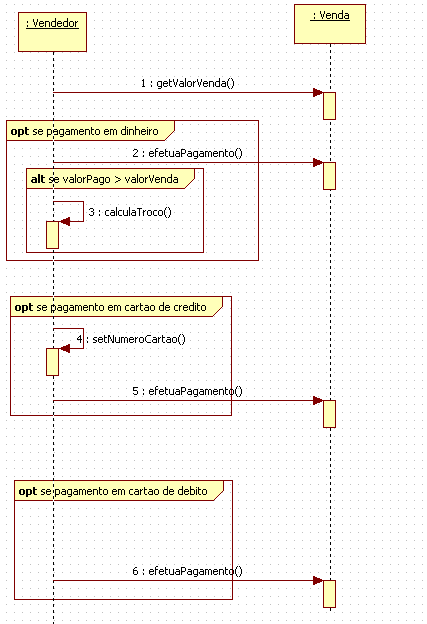 : Vendedor
: Venda
1 : getValorVenda()
opt se pagamento em dinheiro
2 : efetuaPagamento()
alt se valorPago > valorVenda
3 : calculaTroco()
opt se pagamento em cartao de credito
4 : setNumeroCartao()
5 : efetuaPagamento()
opt se pagamento em cartao de debito
6 : efetuaPagamento()